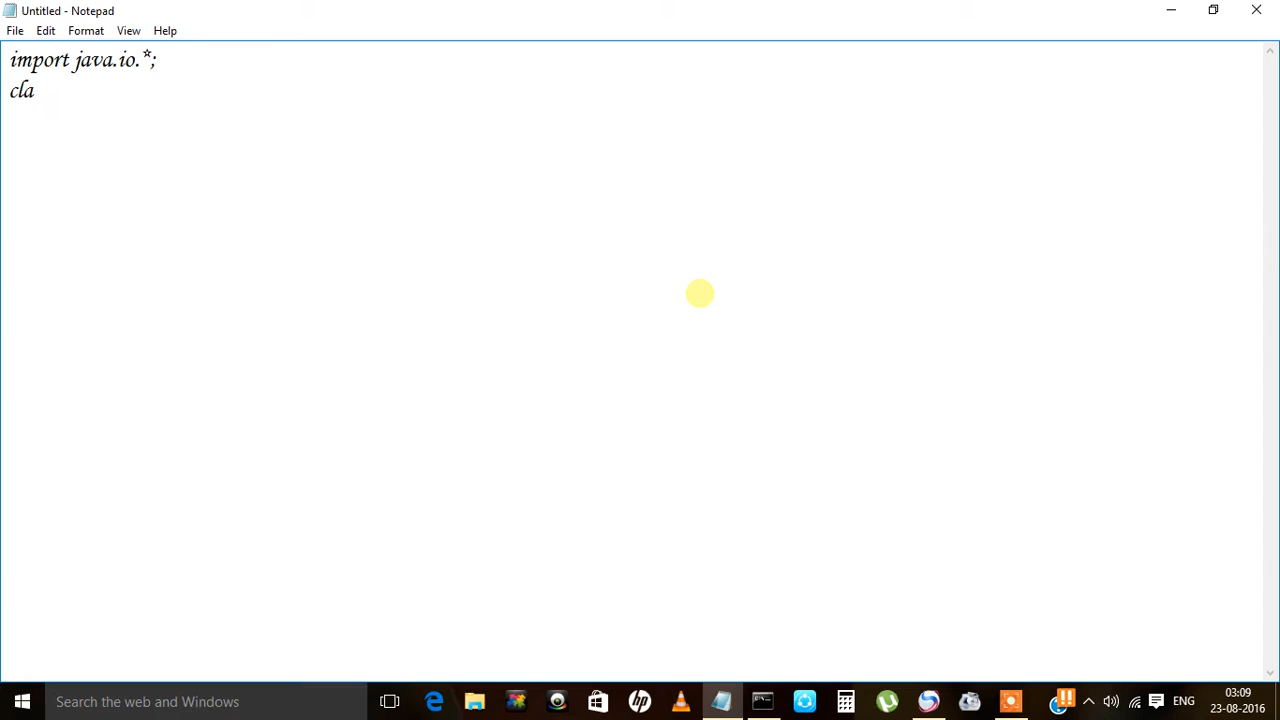 Untitled - Notepad
File Edit Format View Help
import java.io.*;
cla
Search the web and Windows
ENG
03:09
23-08-2016